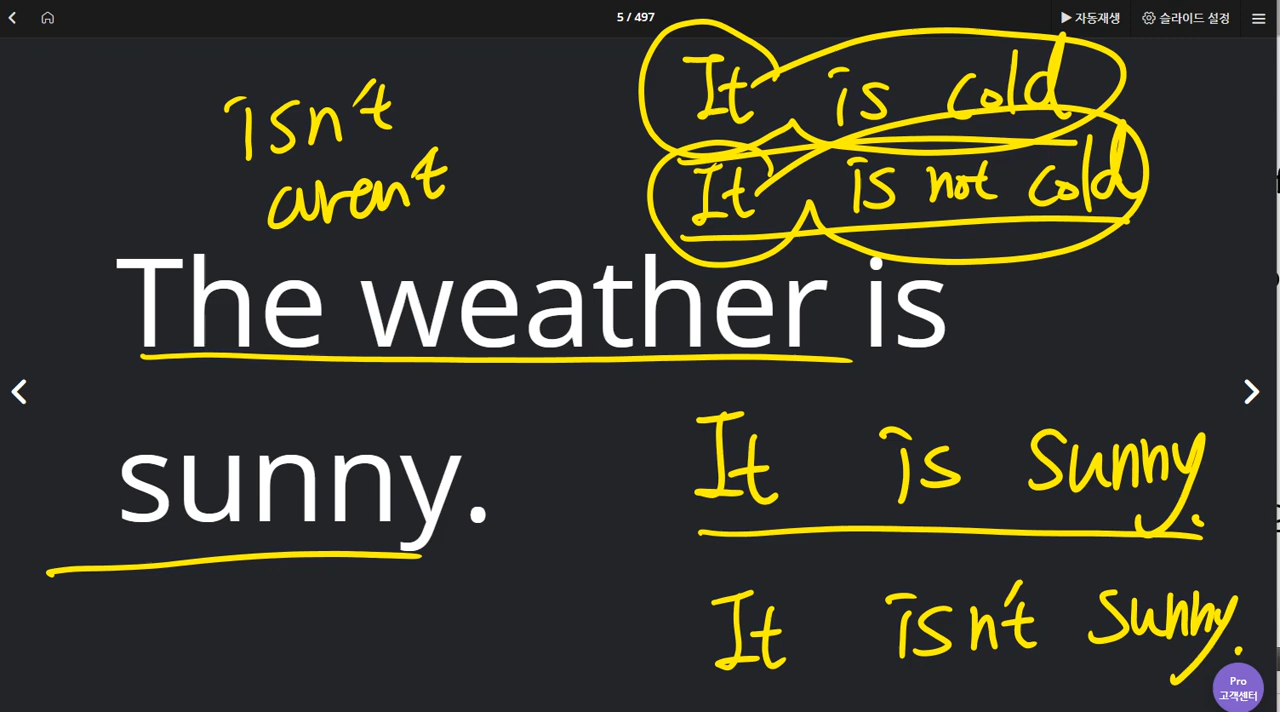 5 / 497
자동재생
슬라이드 설정
isn't
arent
It is cold
It is not cold
The weather is
sunny.
It is sunny.
It isn't sunny.
Pro
고객센터